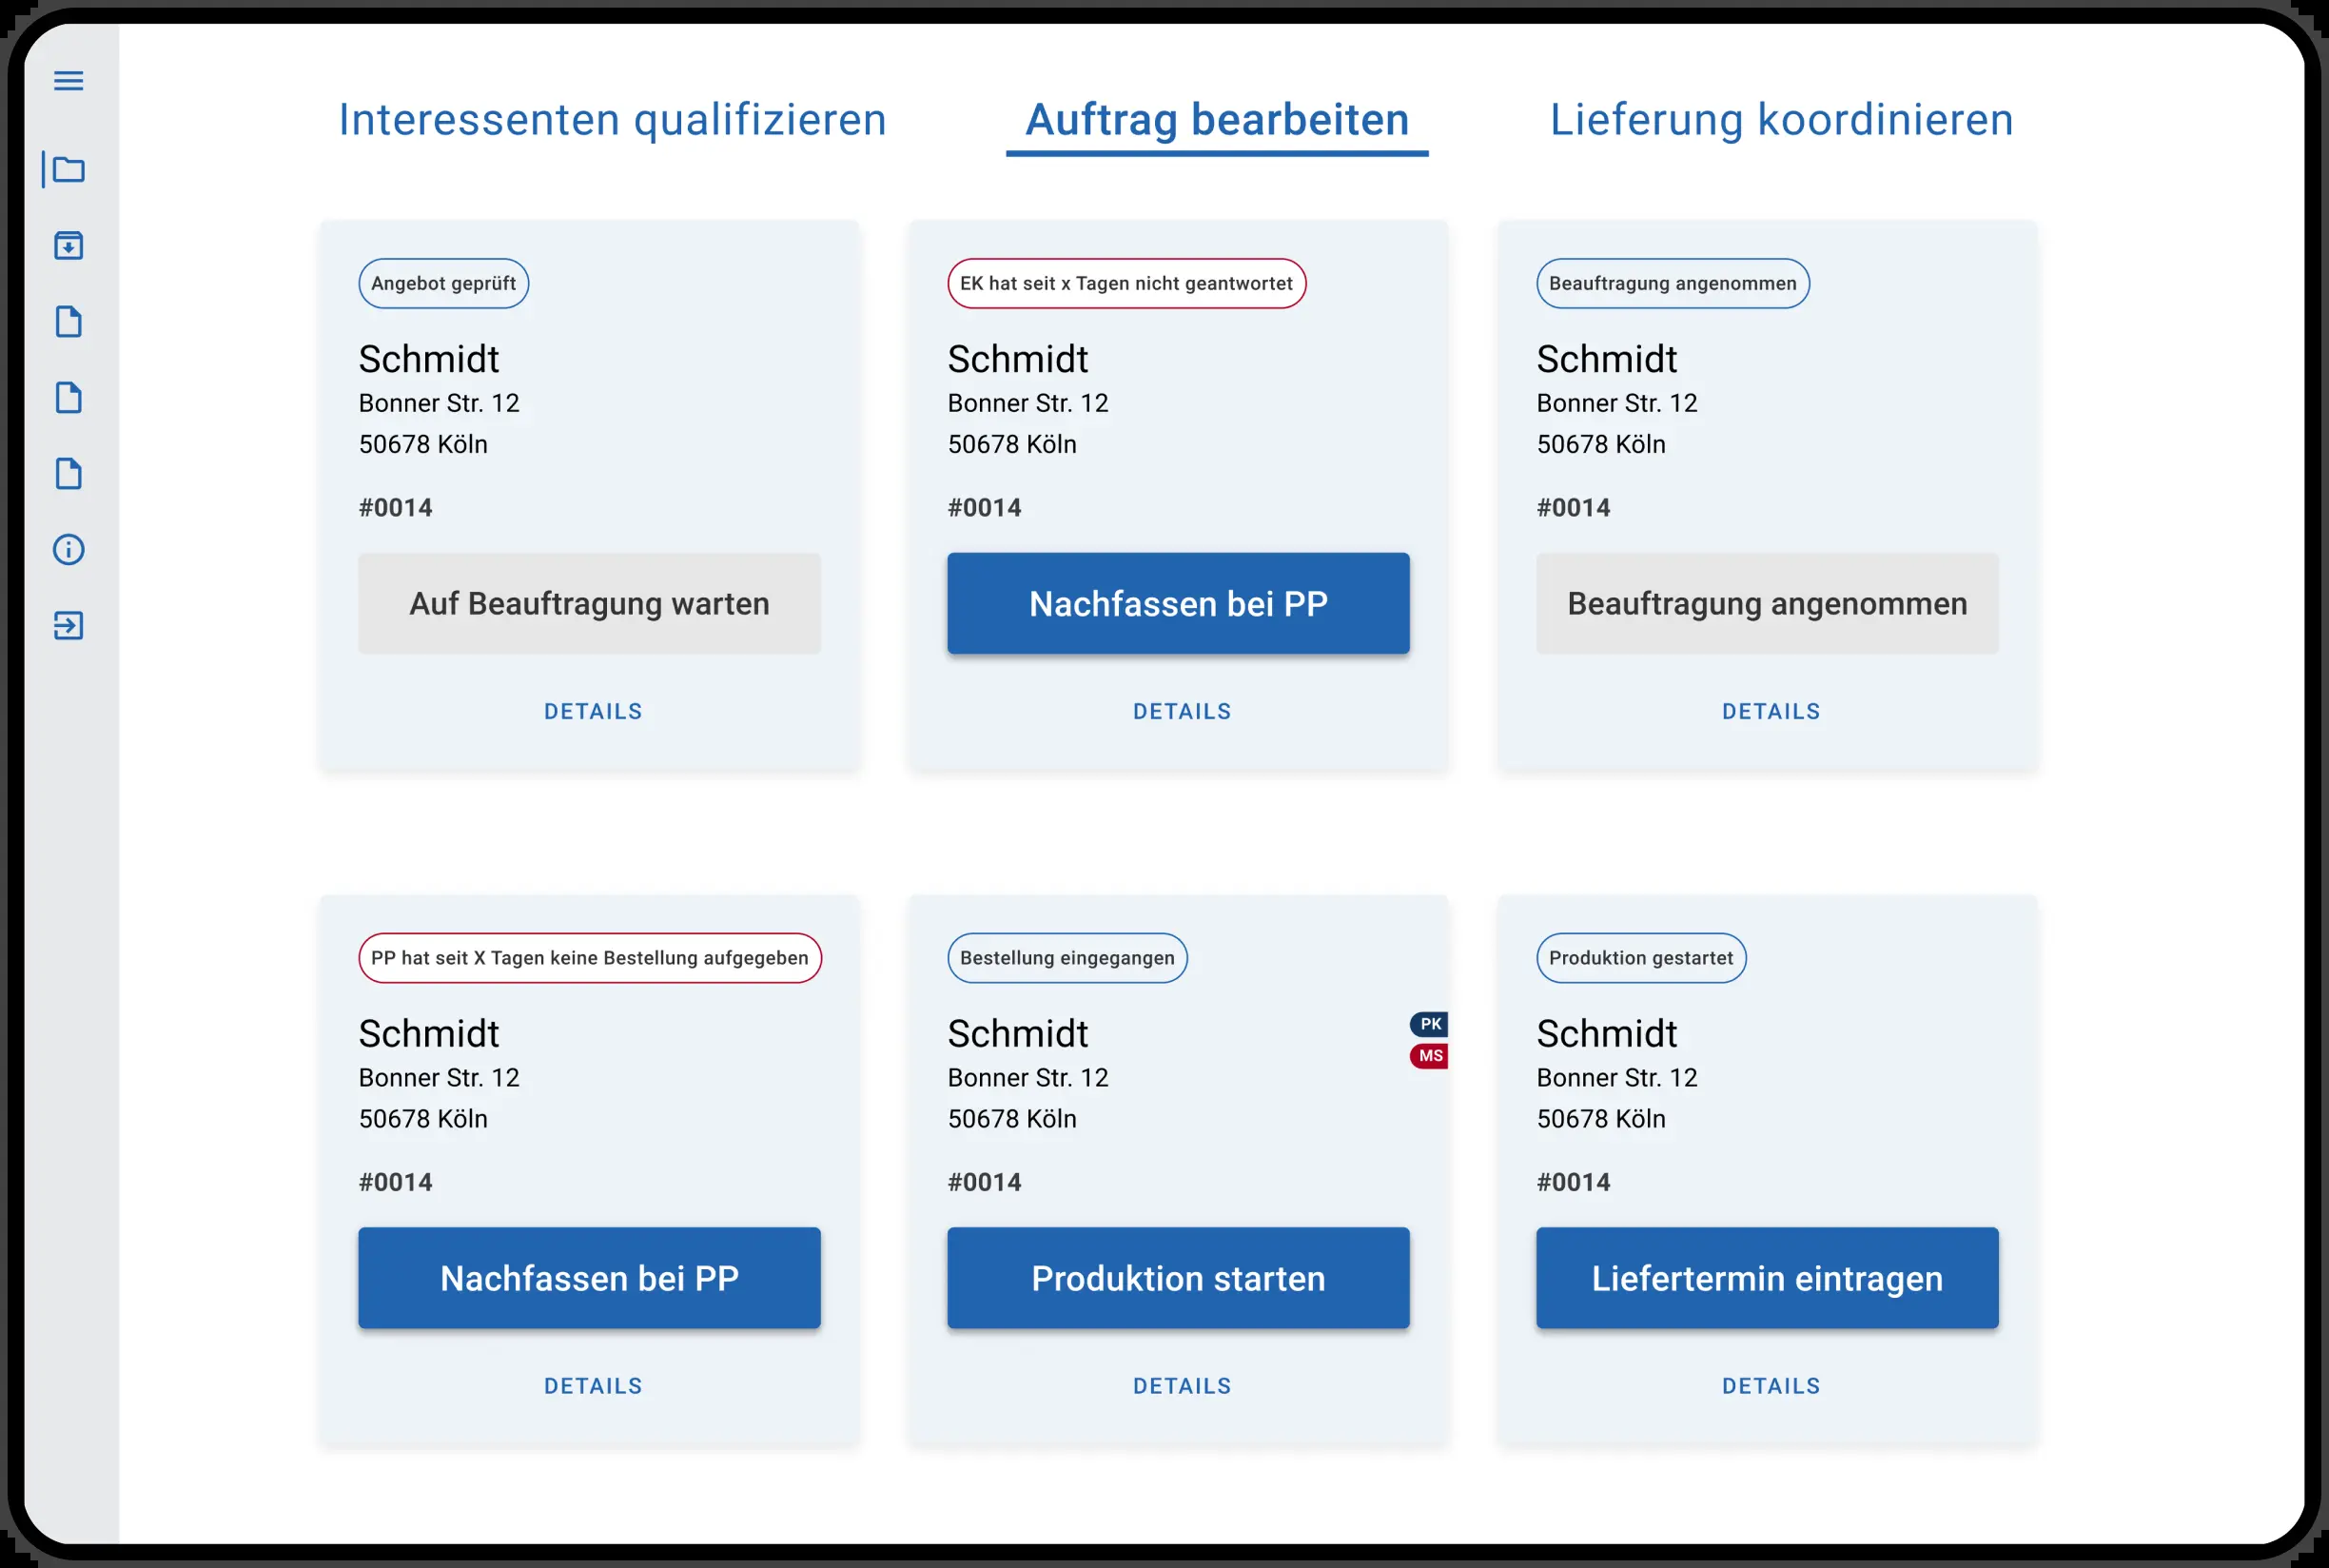 Interessenten qualifizieren
Auftrag bearbeiten
Lieferung koordinieren
Angebot geprüft
Schmidt
Bonner Str. 12
50678 Köln
#0014
Auf Beauftragung warten
DETAILS
EK hat seit x Tagen nicht geantwortet
Schmidt
Bonner Str. 12
50678 Köln
#0014
Nachfassen bei PP
DETAILS
Beauftragung angenommen
Schmidt
Bonner Str. 12
50678 Köln
#0014
Beauftragung angenommen
DETAILS
PP hat seit X Tagen keine Bestellung aufgegeben
Schmidt
Bonner Str. 12
50678 Köln
#0014
Nachfassen bei PP
DETAILS
Bestellung eingegangen
Schmidt
PK
MS
Bonner Str. 12
50678 Köln
#0014
Produktion starten
DETAILS
Produktion gestartet
Schmidt
Bonner Str. 12
50678 Köln
#0014
Liefertermin eintragen
DETAILS